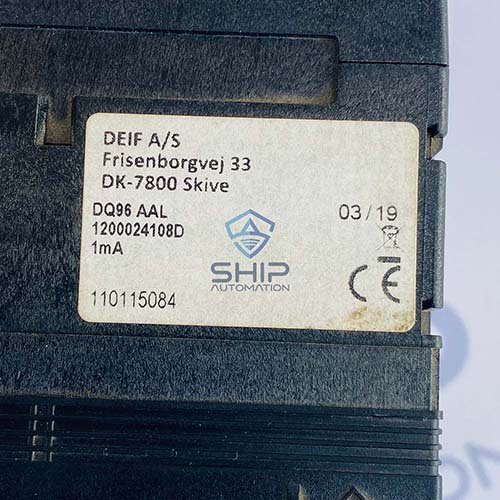 DEIF A/S
Frisenborgvej 33
DK-7800 Skive
DQ96 AAL
03/19
1200024108D
1mA
SHIP
AUTOMATION
CE
110115084